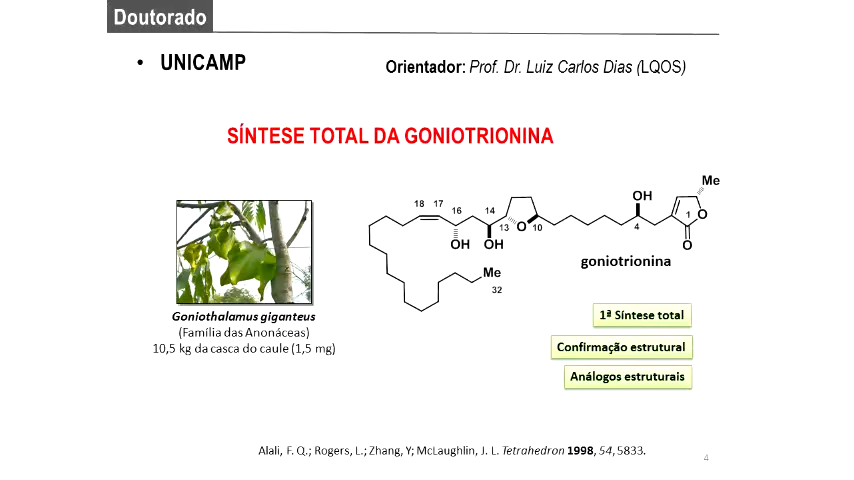 Doutorado
• UNICAMP
Orientador: Prof. Dr. Luiz Carlos Dias (LQOS)
SÍNTESE TOTAL DA GONIOTRIONINA
Me
OH
18 17 16 14
13 O 10
4
1 O
OH OH
O
goniotrionina
Me
32
Goniothalamus giganteus
(Família das Anonáceas)
10,5 kg da casca do caule (1,5 mg)
1ª Síntese total
Confirmação estrutural
Análogos estruturais
Alali, F. Q.; Rogers, L.; Zhang, Y; McLaughlin, J. L. Tetrahedron 1998, 54, 5833.
4